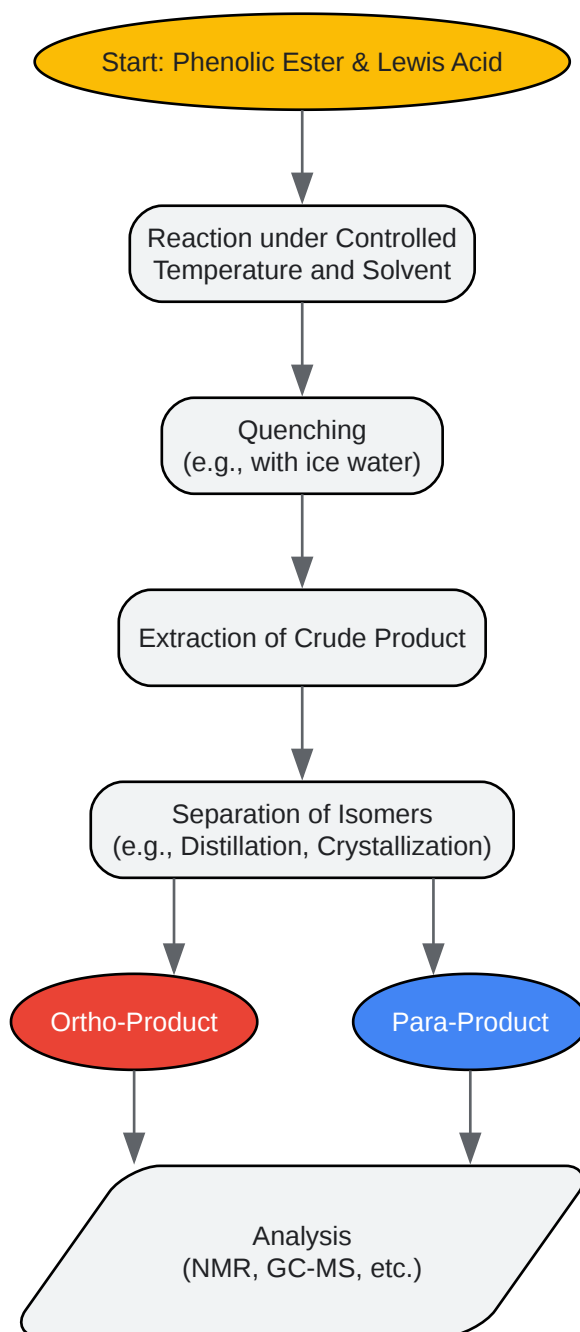 Start: Phenolic Ester & Lewis Acid
Reaction under Controlled
Temperature and Solvent
Quenching
(e.g., with ice water)
Extraction of Crude Product
Separation of Isomers
(e.g., Distillation, Crystallization)
Ortho-Product
Para-Product
Analysis
(NMR, GC-MS, etc.)